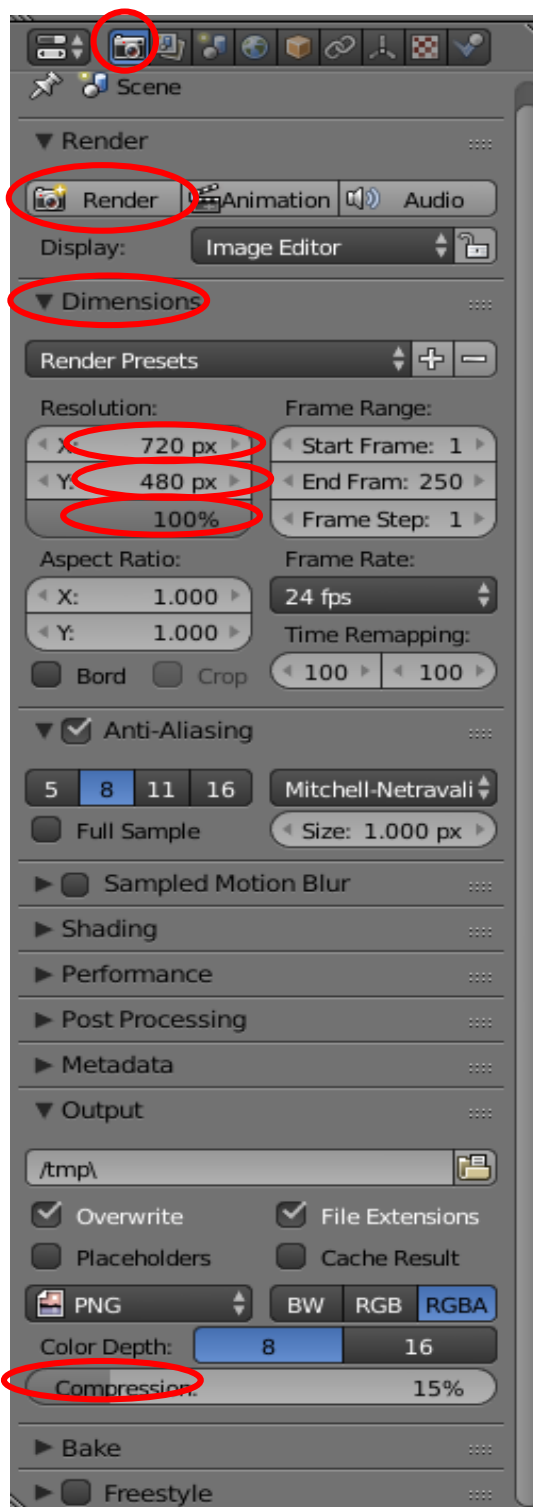 Scene
Render
Render Animation Audio
Display: Image Editor
Dimensions
Render Presets
Resolution: Frame Range:
X: 720 px Start Frame: 1
Y: 480 px End Fram: 250
100% Frame Step: 1
Aspect Ratio: Frame Rate:
X: 1.000 24 fps
Y: 1.000 Time Remapping:
Bord Crop 100 100
Anti-Aliasing
5 8 11 16 Mitchell-Netravali
Full Sample Size: 1.000 px
Sampled Motion Blur
Shading
Performance
Post Processing
Metadata
Output
/tmp\
Overwrite File Extensions
Placeholders Cache Result
PNG BW RGB RGBA
Color Depth: 8 16
Compression: 15%
Bake
Freestyle